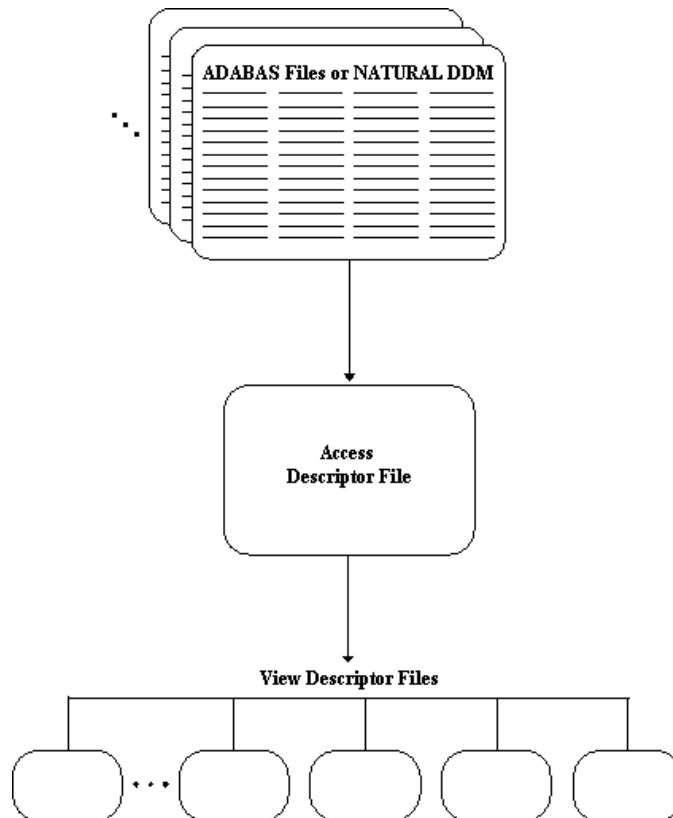 ADABAS Files or NATURAL DDM
Access
Descriptor File
View Descriptor Files